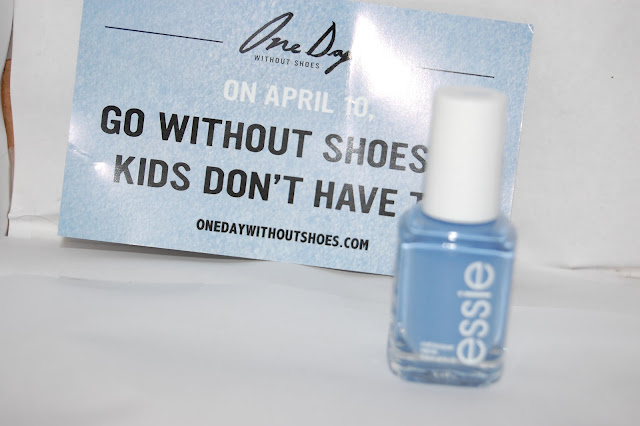 One Day
WITHOUT SHOES
ON APRIL 10,
GO WITHOUT SHOES
KIDS DON'T HAVE T
ONEDAYWITHOUTSHOES.COM
essie